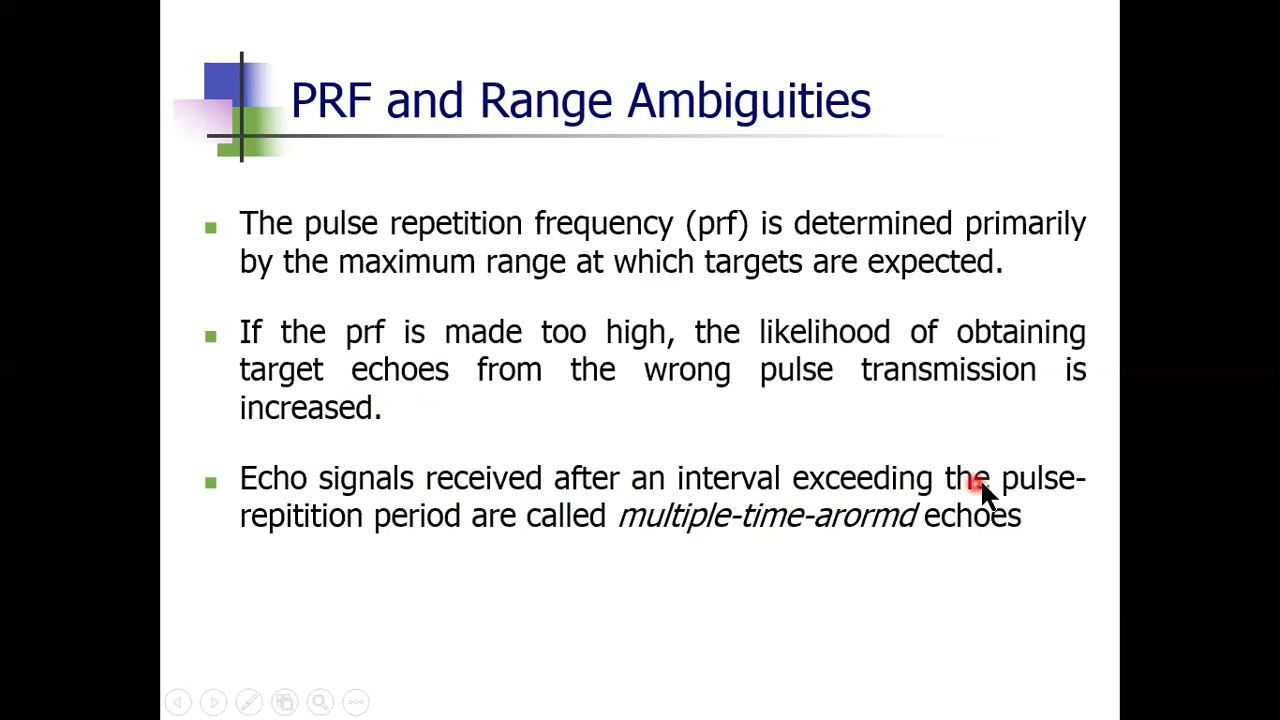 PRF and Range Ambiguities
The pulse repetition frequency (prf) is determined primarily
by the maximum range at which targets are expected.
If the prf is made too high, the likelihood of obtaining
target echoes from the wrong pulse transmission is
increased.
Echo signals received after an interval exceeding the pulse-
repitition period are called multiple-time-arormd echoes